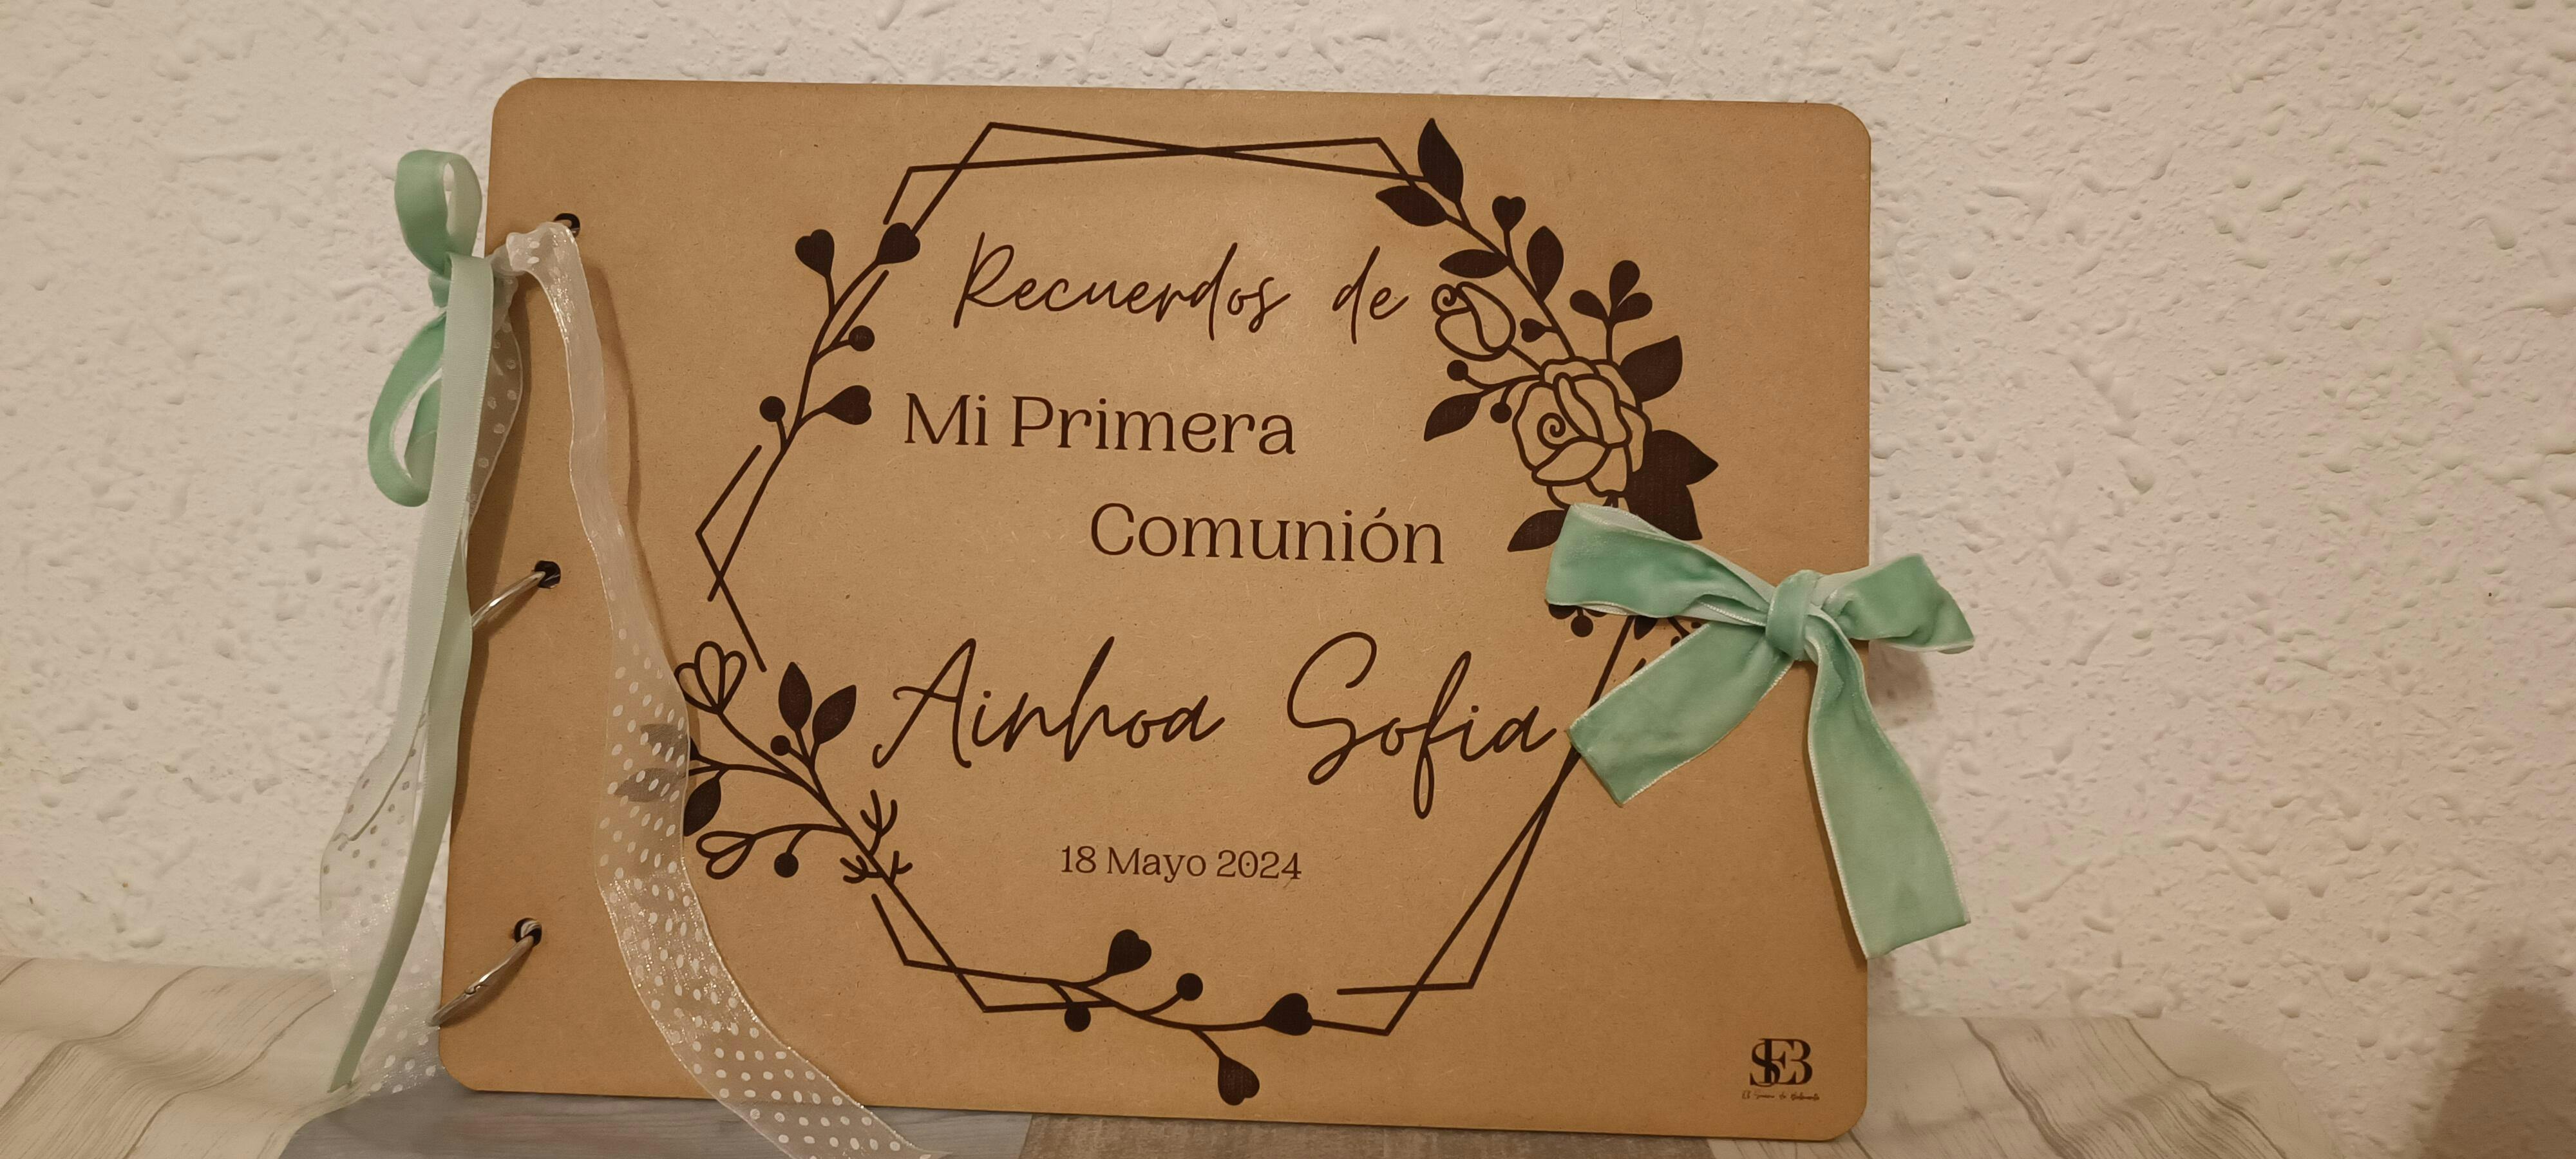 Recuerdos de
Mi Primera
Comunión
Ainhoa Sofia
18 Mayo 2024
SEB